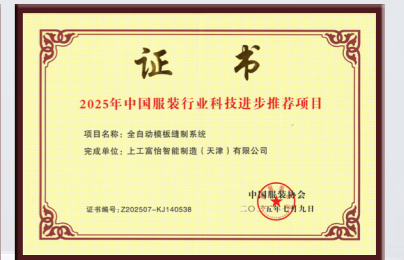 证书
2025年中国服装行业科技进步推荐项目
项目名称：全自动模板缝制系统
完成单位：上工富怡智能制造（天津）有限公司
中国服装协会
证书编号：Z202507-KJ140538
二〇二五年七月九日